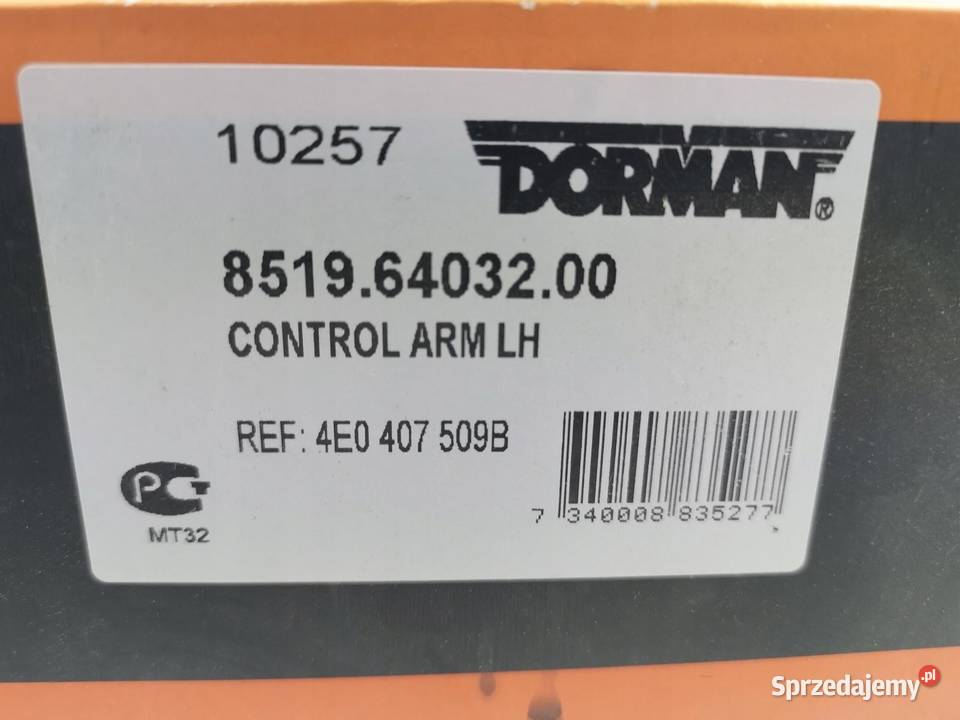 10257
DORMAN®
8519.64032.00
CONTROL ARM LH
REF: 4E0 407 509B
PCT
MT32
7 340008 835277
Sprzedajemy.pl